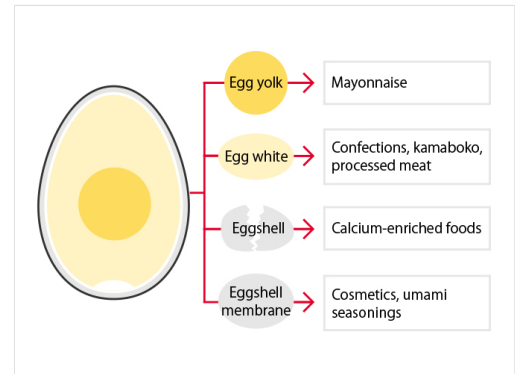 Egg yolk
Mayonnaise
Egg white
Confections, kamaboko,
processed meat
Eggshell
Calcium-enriched foods
Eggshell
membrane
Cosmetics, umami
seasonings